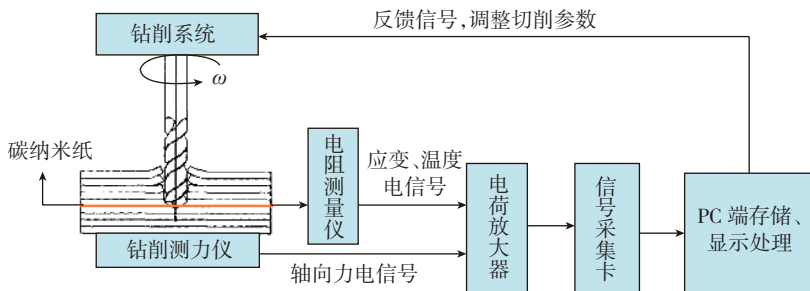 钻削系统
反馈信号,调整切削参数
ω
碳纳米纸
电阻测量仪
应变、温度
电信号
电荷放大器
信号采集卡
PC 端存储、
显示处理
钻削测力仪
轴向力电信号